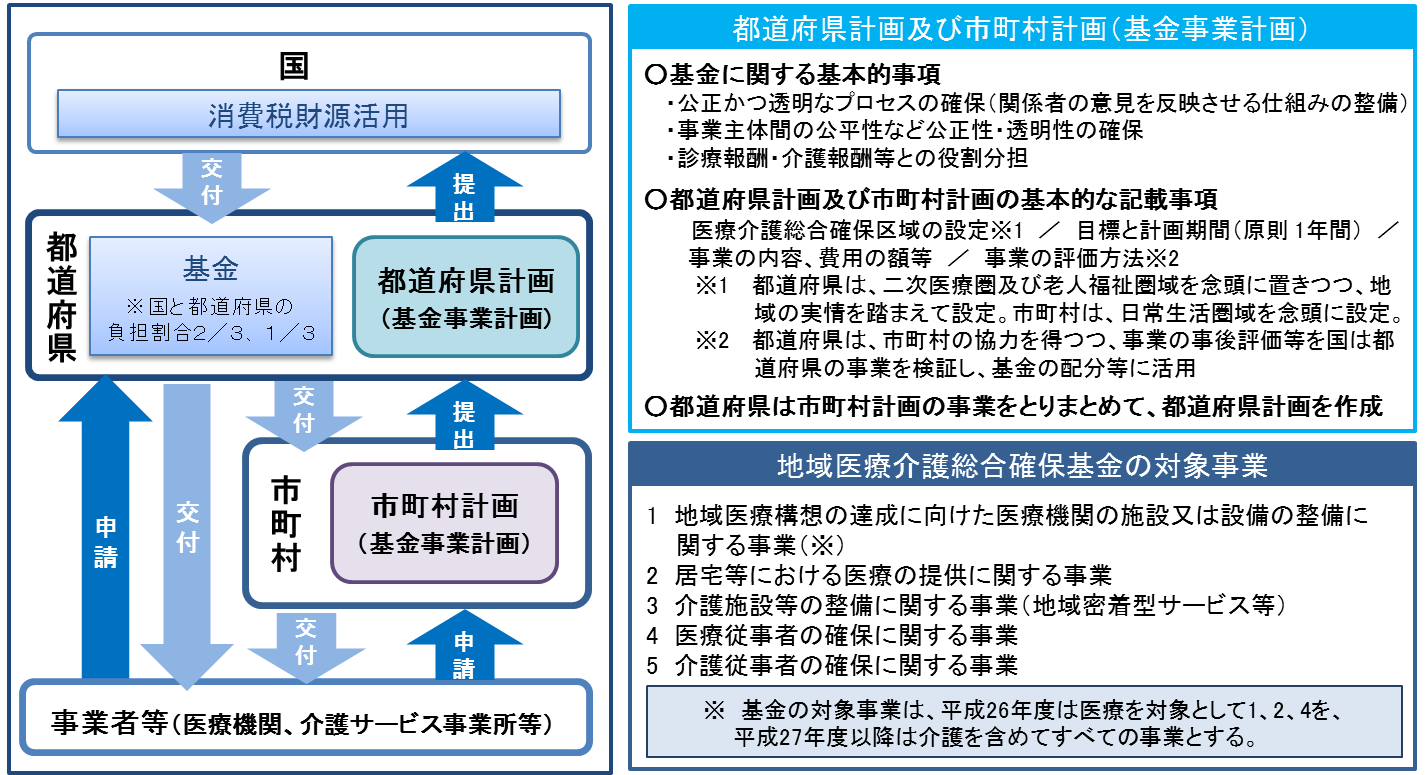 国
消費税財源活用
交付
提出
都道府県
基金
※国と都道府県の
負担割合2／3、1／3
都道府県計画
（基金事業計画）
申請
交付
交付
提出
市町村
市町村計画
（基金事業計画）
交付
申請
事業者等（医療機関、介護サービス事業所等）
都道府県計画及び市町村計画（基金事業計画）
〇基金に関する基本的事項
・公正かつ透明なプロセスの確保（関係者の意見を反映させる仕組みの整備）
・事業主体間の公平性など公正性・透明性の確保
・診療報酬・介護報酬等との役割分担
〇都道府県計画及び市町村計画の基本的な記載事項
医療介護総合確保区域の設定※1 ／ 目標と計画期間（原則1年間） ／
事業の内容、費用の額等 ／ 事業の評価方法※2
※1 都道府県は、二次医療圏及び老人福祉圏域を念頭に置きつつ、地
域の実情を踏まえて設定。市町村は、日常生活圏域を念頭に設定。
※2 都道府県は、市町村の協力を得つつ、事業の事後評価等を国は都
道府県の事業を検証し、基金の配分等に活用
〇都道府県は市町村計画の事業をとりまとめて、都道府県計画を作成
地域医療介護総合確保基金の対象事業
1 地域医療構想の達成に向けた医療機関の施設又は設備の整備に
関する事業（※）
2 居宅等における医療の提供に関する事業
3 介護施設等の整備に関する事業（地域密着型サービス等）
4 医療従事者の確保に関する事業
5 介護従事者の確保に関する事業
※ 基金の対象事業は、平成26年度は医療を対象として1、2、4を、
平成27年度以降は介護を含めてすべての事業とする。